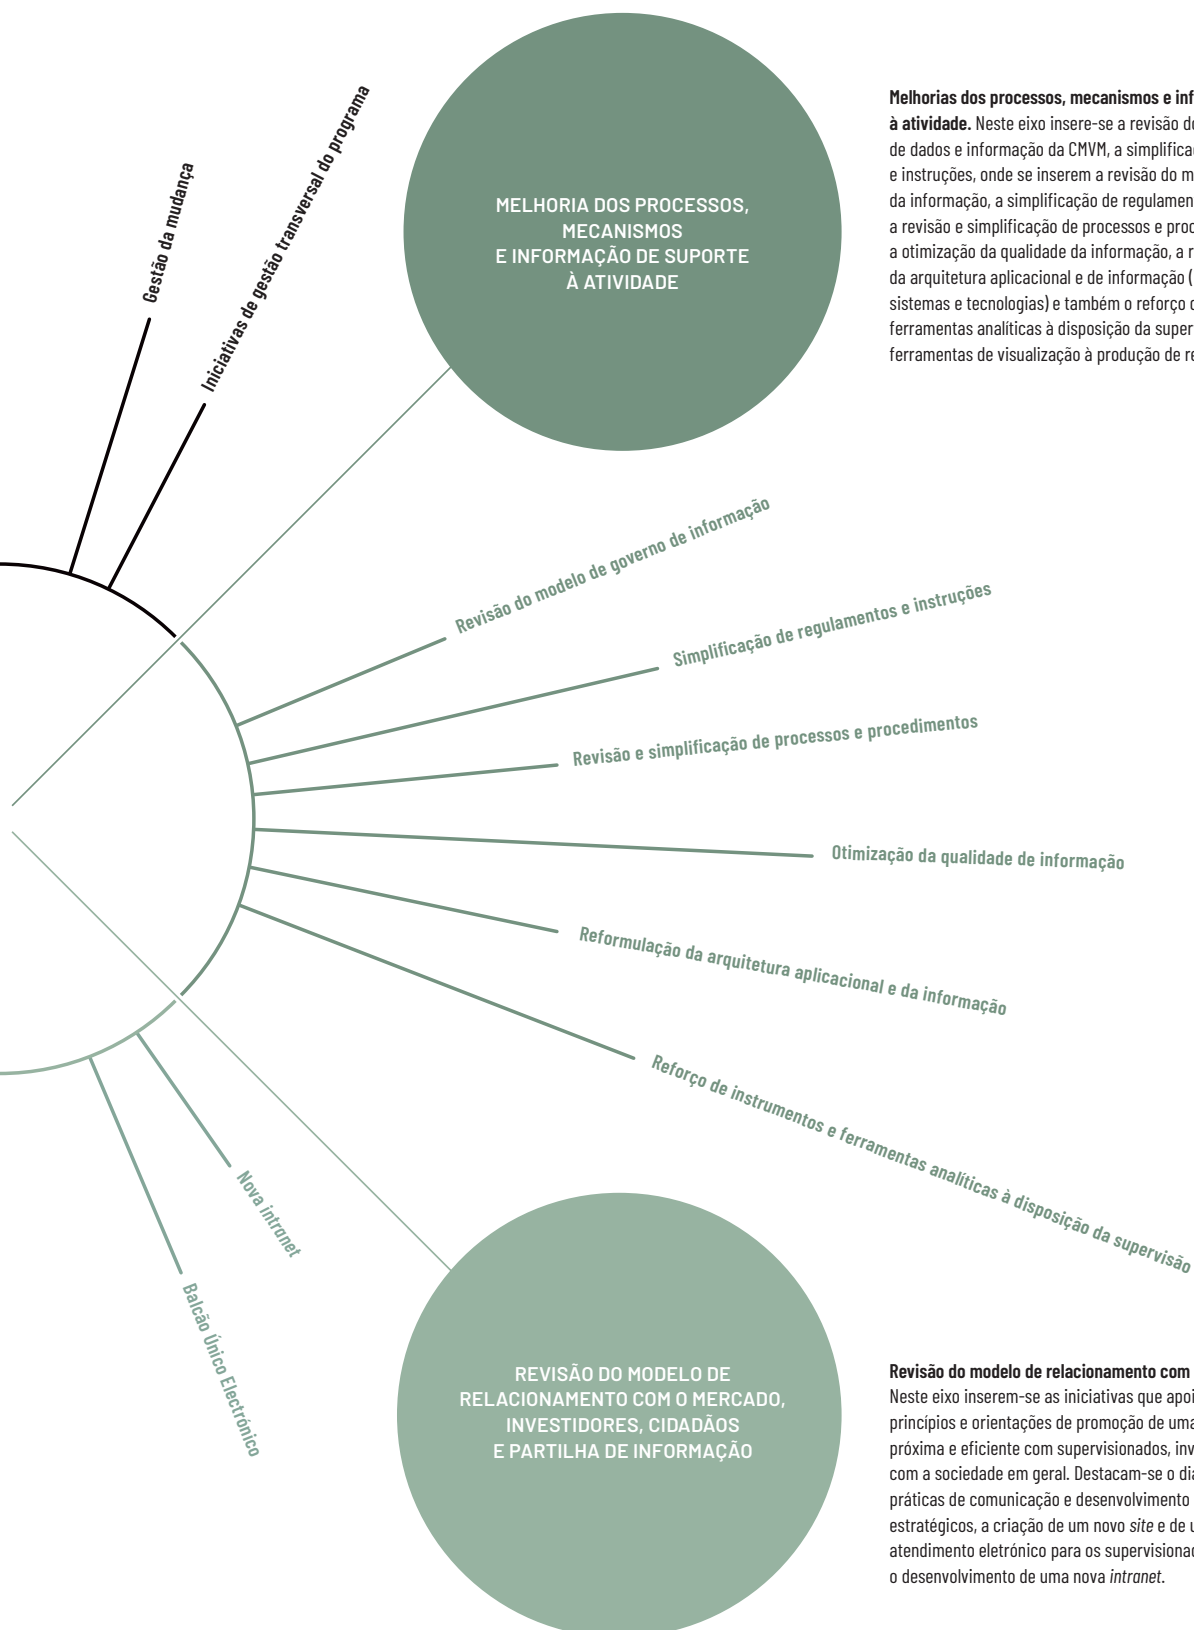 Gestão da mudança
Iniciativas de gestão transversal do programa
MELHORIA DOS PROCESSOS,
MECANISMOS
E INFORMAÇÃO DE SUPORTE
À ATIVIDADE
Melhorias dos processos, mecanismos e inf
à atividade. Neste eixo insere-se a revisão d
de dados e informação da CMVM, a simplifica
e instruções, onde se inserem a revisão do m
da informação, a simplificação de regulamen
a revisão e simplificação de processos e proc
a otimização da qualidade da informação, a r
da arquitetura aplicacional e de informação (
sistemas e tecnologias) e também o reforço
ferramentas analíticas à disposição da super
ferramentas de visualização à produção de re
Revisão do modelo de governo de informação
Simplificação de regulamentos e instruções
Revisão e simplificação de processos e procedimentos
Otimização da qualidade de informação
Reformulação da arquitetura aplicacional e da informação
Reforço de instrumentos e ferramentas analíticas à disposição da supervisão
Nova intranet
Balcão Único Electrónico
REVISÃO DO MODELO DE
RELACIONAMENTO COM O MERCADO,
INVESTIDORES, CIDADÃOS
E PARTILHA DE INFORMAÇÃO
Revisão do modelo de relacionamento com
Neste eixo inserem-se as iniciativas que apoi
princípios e orientações de promoção de uma
próxima e eficiente com supervisionados, inv
com a sociedade em geral. Destacam-se o diá
práticas de comunicação e desenvolvimento
estratégicos, a criação de um novo site e de u
atendimento eletrónico para os supervisionad
o desenvolvimento de uma nova intranet.